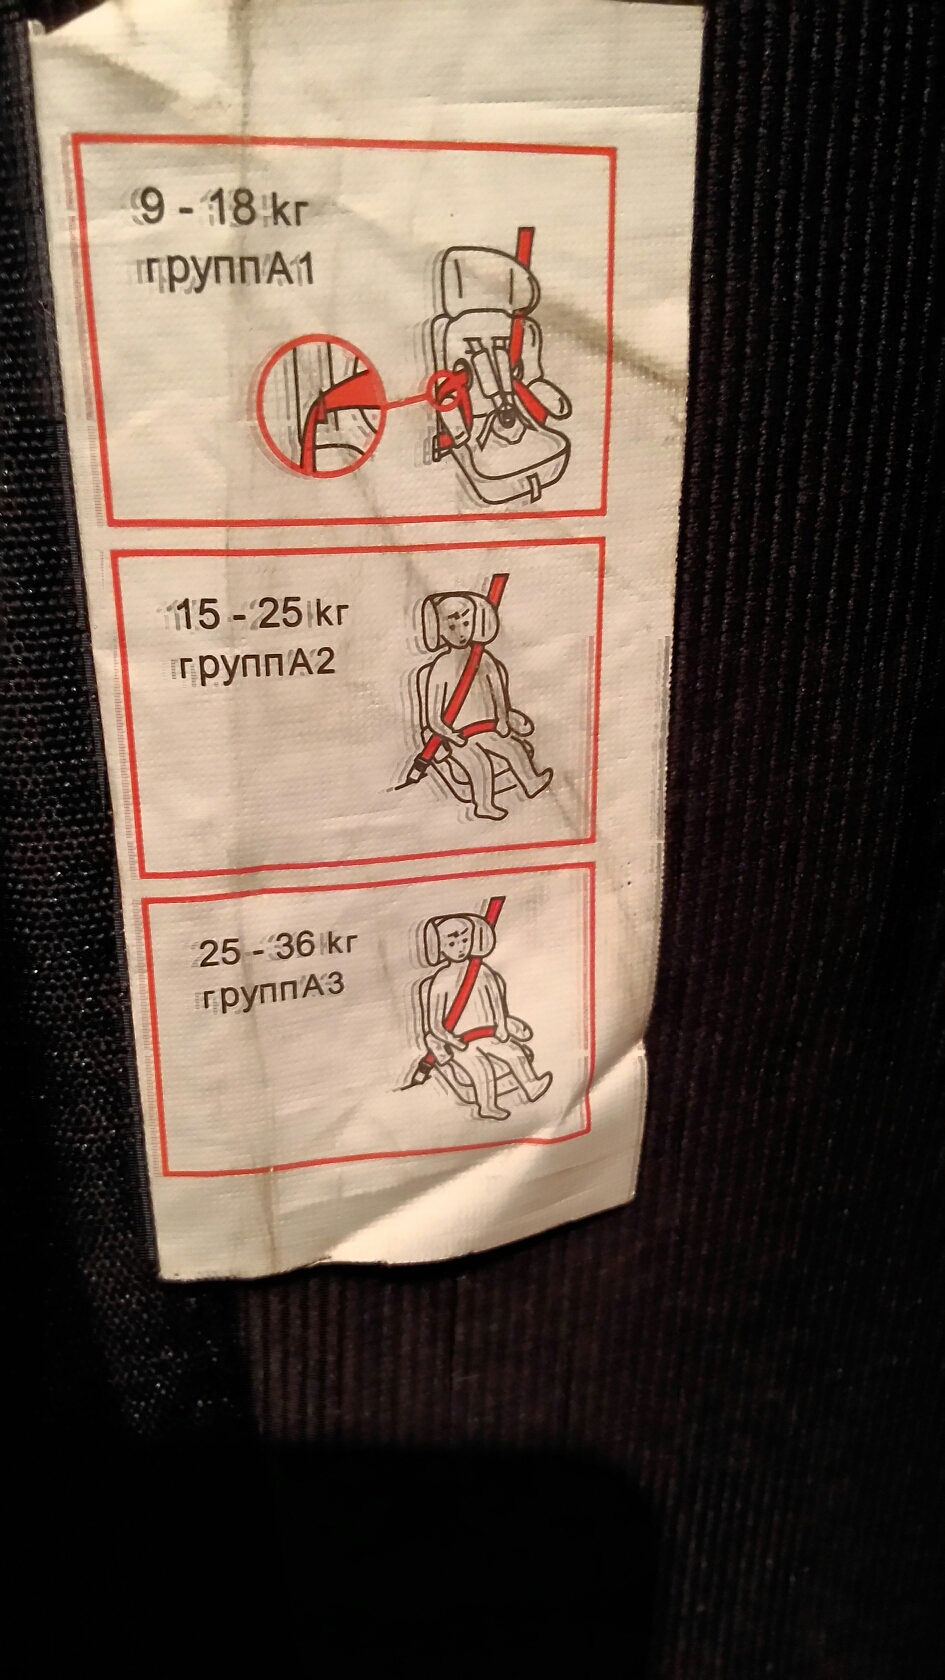 9 - 18 kг
группА1
15 - 25 kг
группА2
25 - 36 kг
группА3